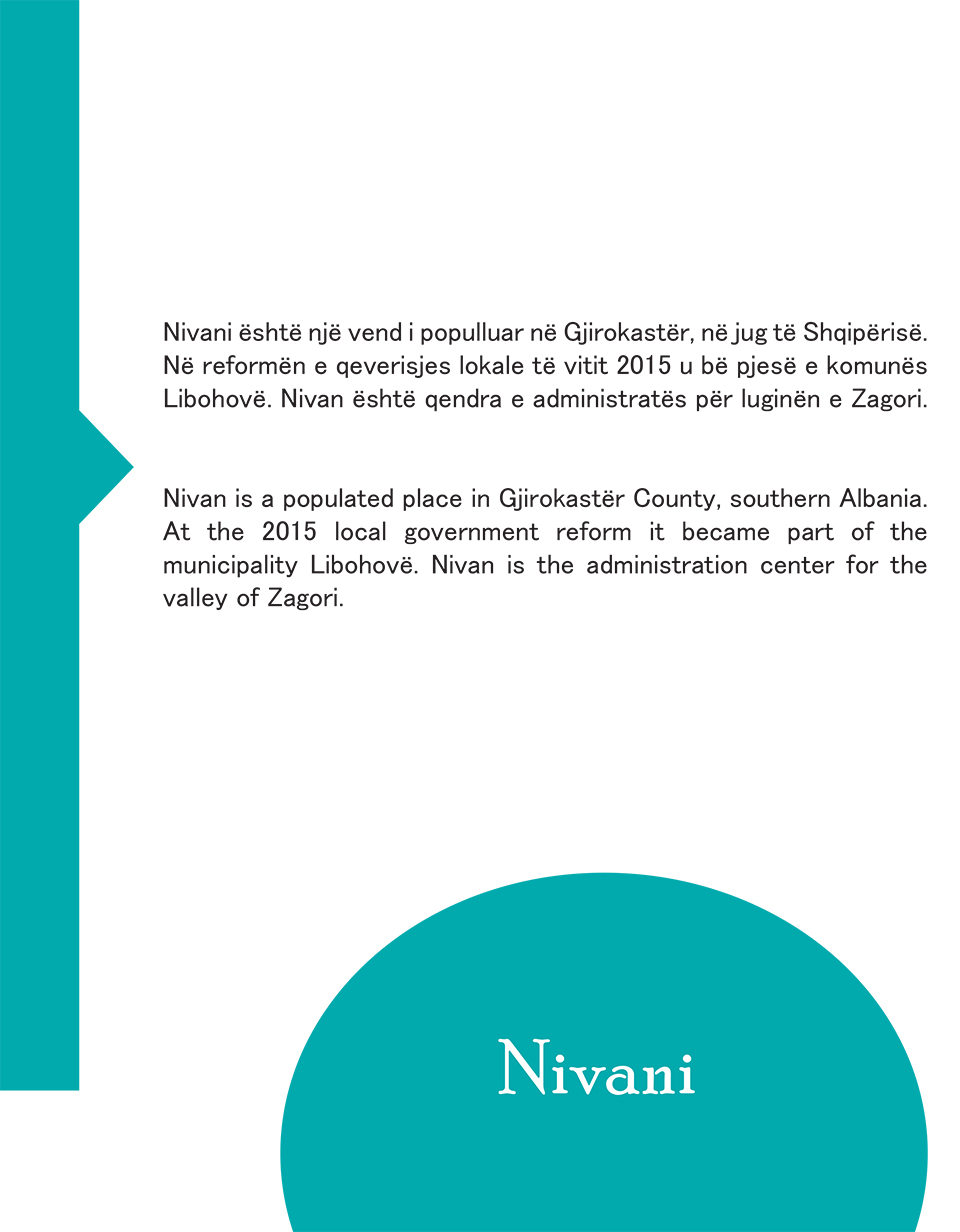 Nivani është një vend i populluar në Gjirokastër, në jug të Shqipërisë.
Në reformën e qeverisjes lokale të vitit 2015 u bë pjesë e komunës
Libohovë. Nivan është qendra e administratës për luginën e Zagori.
Nivan is a populated place in Gjirokastër County, southern Albania.
At the 2015 local government reform it became part of the
municipality Libohovë. Nivan is the administration center for the
valley of Zagori.
Nivani